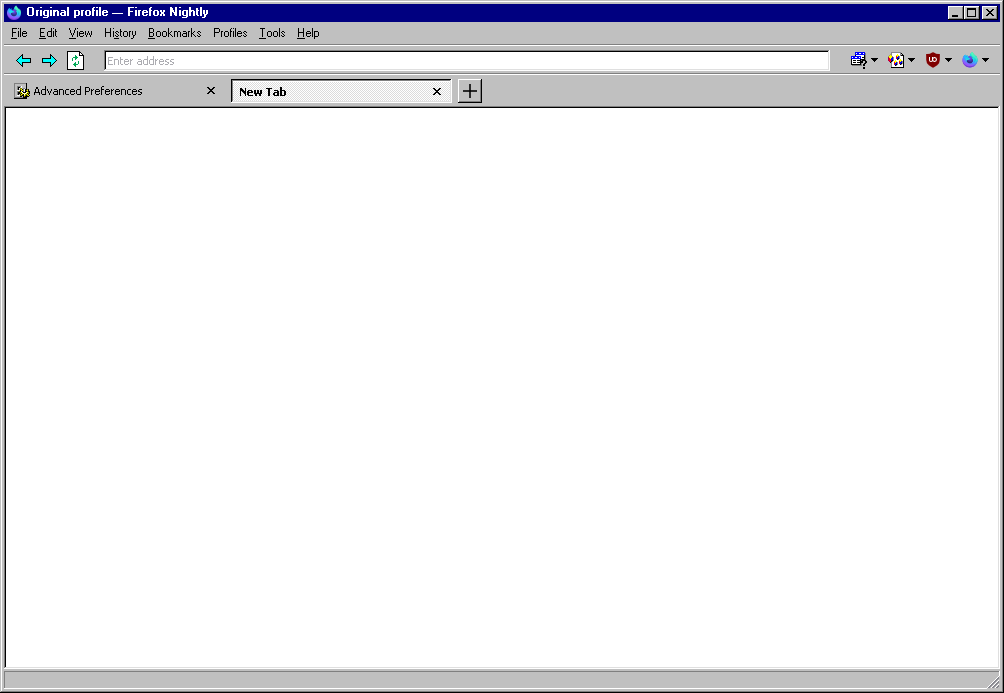 Original profile — Firefox Nightly
File Edit View History Bookmarks Profiles Tools Help
Enter address
Advanced Preferences
New Tab